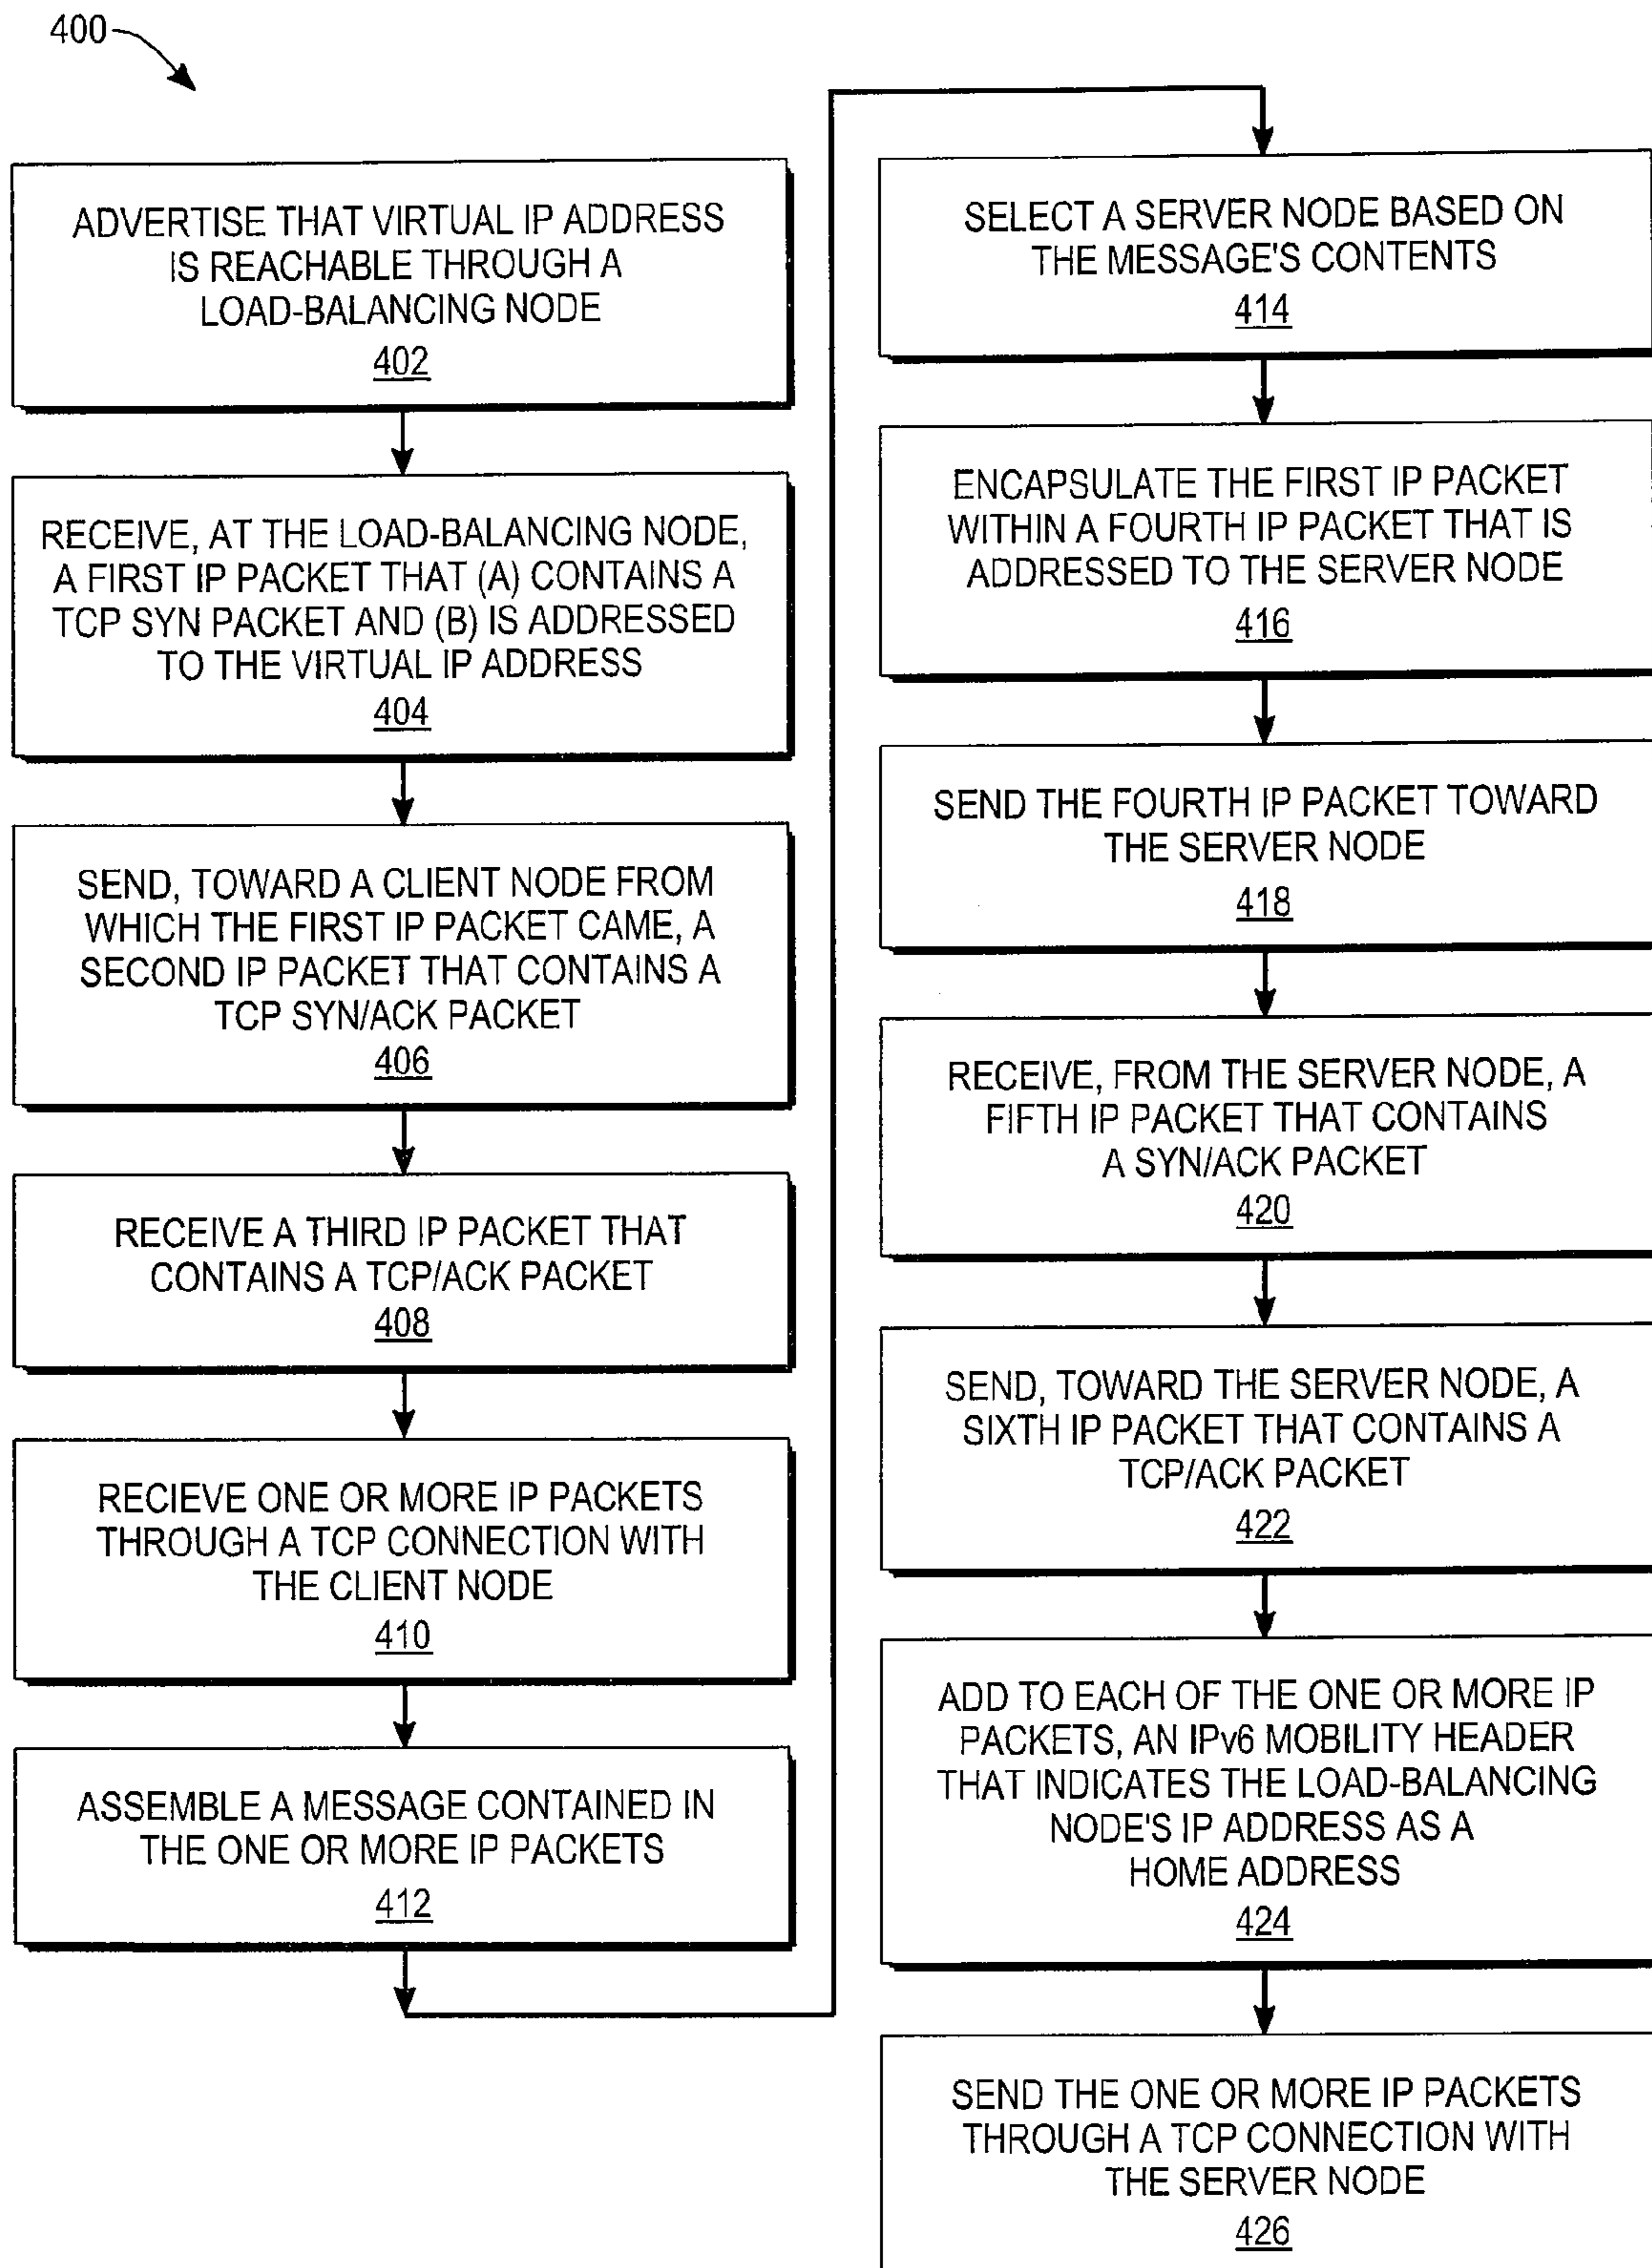 400
ADVERTISE THAT VIRTUAL IP ADDRESS
IS REACHABLE THROUGH A
LOAD-BALANCING NODE
402
RECEIVE, AT THE LOAD-BALANCING NODE,
A FIRST IP PACKET THAT (A) CONTAINS A
TCP SYN PACKET AND (B) IS ADDRESSED
TO THE VIRTUAL IP ADDRESS
404
SEND, TOWARD A CLIENT NODE FROM
WHICH THE FIRST IP PACKET CAME, A
SECOND IP PACKET THAT CONTAINS A
TCP SYN/ACK PACKET
406
RECEIVE A THIRD IP PACKET THAT
CONTAINS A TCP/ACK PACKET
408
RECIEVE ONE OR MORE IP PACKETS
THROUGH A TCP CONNECTION WITH
THE CLIENT NODE
410
ASSEMBLE A MESSAGE CONTAINED IN
THE ONE OR MORE IP PACKETS
412
SELECT A SERVER NODE BASED ON
THE MESSAGE'S CONTENTS
414
ENCAPSULATE THE FIRST IP PACKET
WITHIN A FOURTH IP PACKET THAT IS
ADDRESSED TO THE SERVER NODE
416
SEND THE FOURTH IP PACKET TOWARD
THE SERVER NODE
418
RECEIVE, FROM THE SERVER NODE, A
FIFTH IP PACKET THAT CONTAINS
A SYN/ACK PACKET
420
SEND, TOWARD THE SERVER NODE, A
SIXTH IP PACKET THAT CONTAINS A
TCP/ACK PACKET
422
ADD TO EACH OF THE ONE OR MORE IP
PACKETS, AN IPv6 MOBILITY HEADER
THAT INDICATES THE LOAD-BALANCING
NODE'S IP ADDRESS AS A
HOME ADDRESS
424
SEND THE ONE OR MORE IP PACKETS
THROUGH A TCP CONNECTION WITH
THE SERVER NODE
426